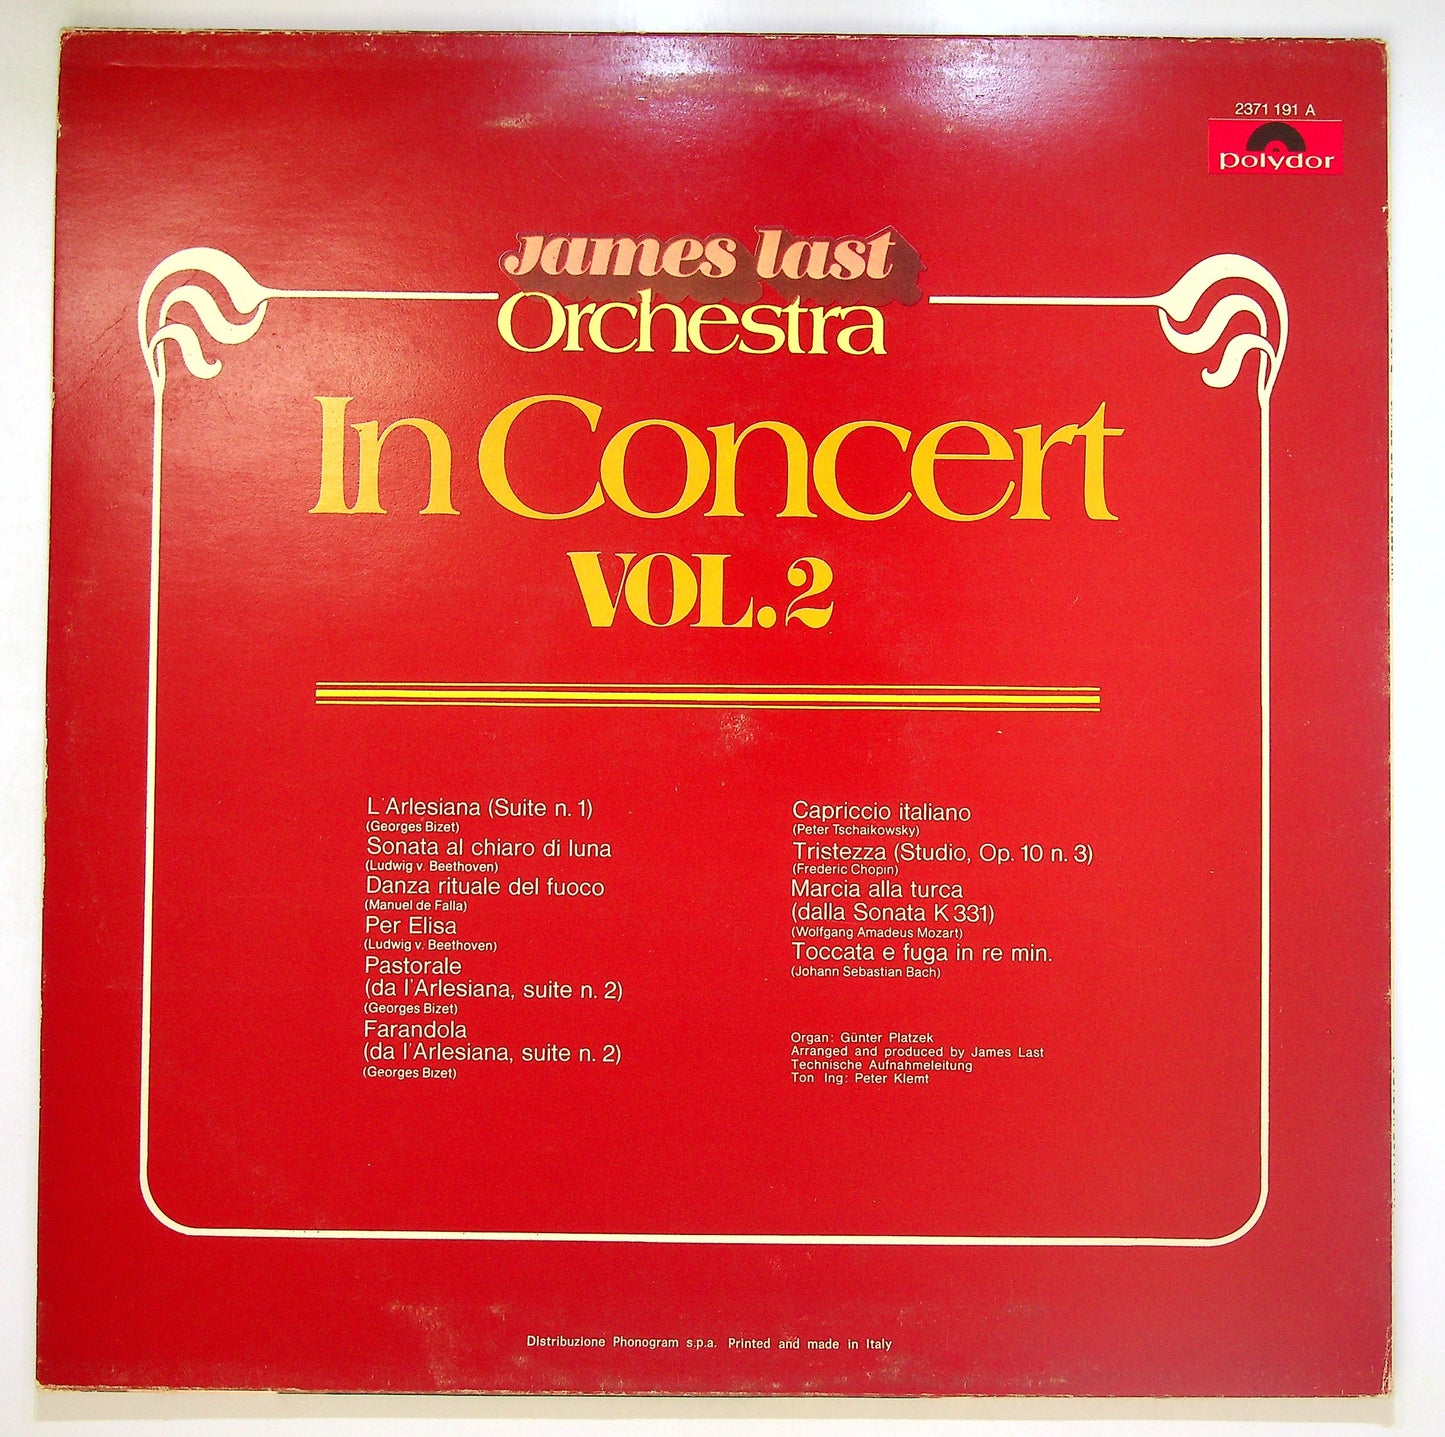 2371 191 A
polydor
James Last
Orchestra
In Concert
VOL.2
L'Arlesiana (Suite n. 1)
(Georges Bizet)
Sonata al chiaro di luna
(Ludwig v. Beethoven)
Danza rituale del fuoco
(Manuel de Falla)
Per Elisa
(Ludwig v. Beethoven)
Pastorale
(da l'Arlesiana, suite n. 2)
(Georges Bizet)
Farandola
(da l'Arlesiana, suite n. 2)
(Georges Bizet)
Capriccio italiano
(Peter Tschaikowsky)
Tristezza (Studio, Op. 10 n. 3)
(Frederic Chopin)
Marcia alla turca
(dalla Sonata K 331)
(Wolfgang Amadeus Mozart)
Toccata e fuga in re min.
(Johann Sebastian Bach)
Organ: Günter Platzek
Arranged and produced by James Last
Technische Aufnahmeleitung
Ton Ing: Peter Klemt
Distribuzione Phonogram s.p.a. Printed and made in Italy